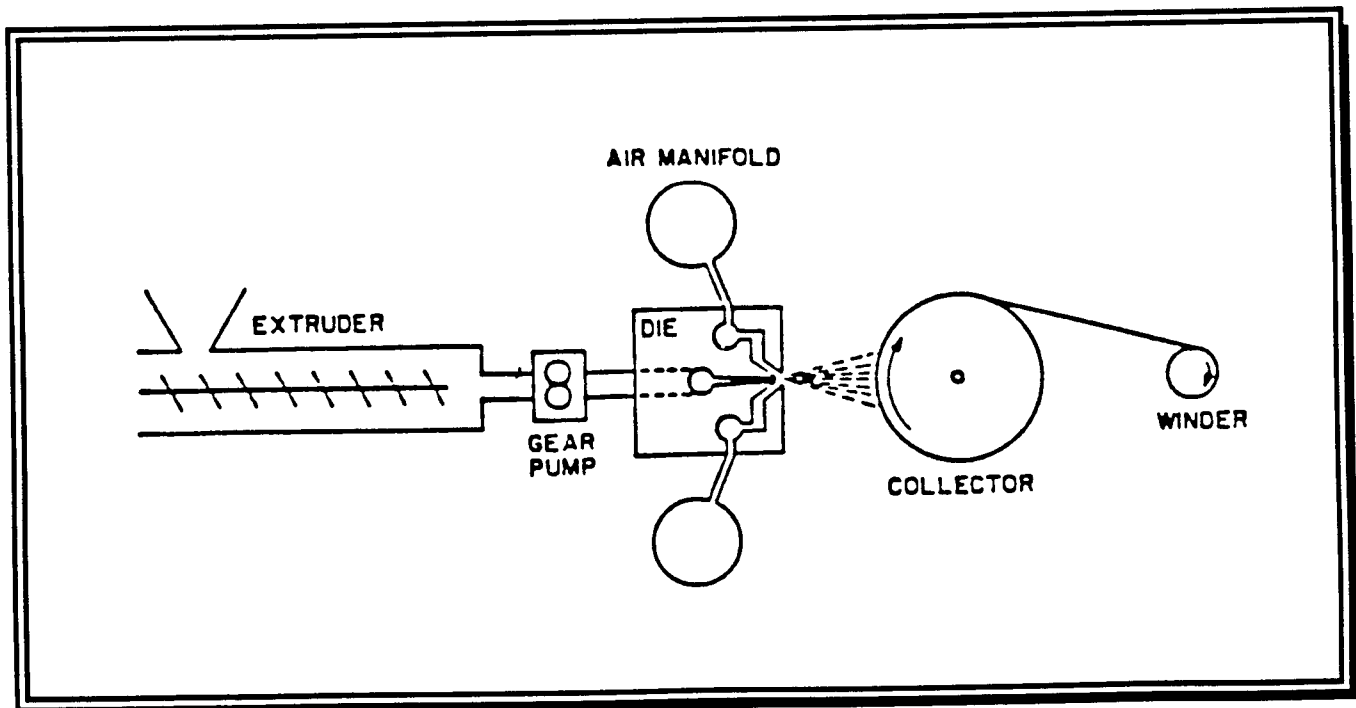 AIR MANIFOLD
EXTRUDER
DIE
GEAR
PUMP
WINDER
COLLECTOR